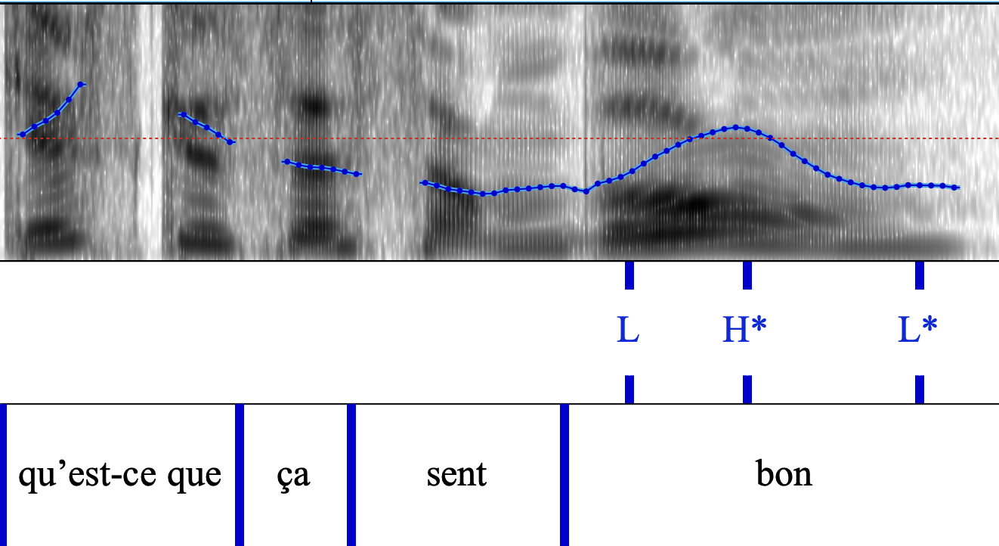 L H* L*
qu’est-ce que ça sent bon